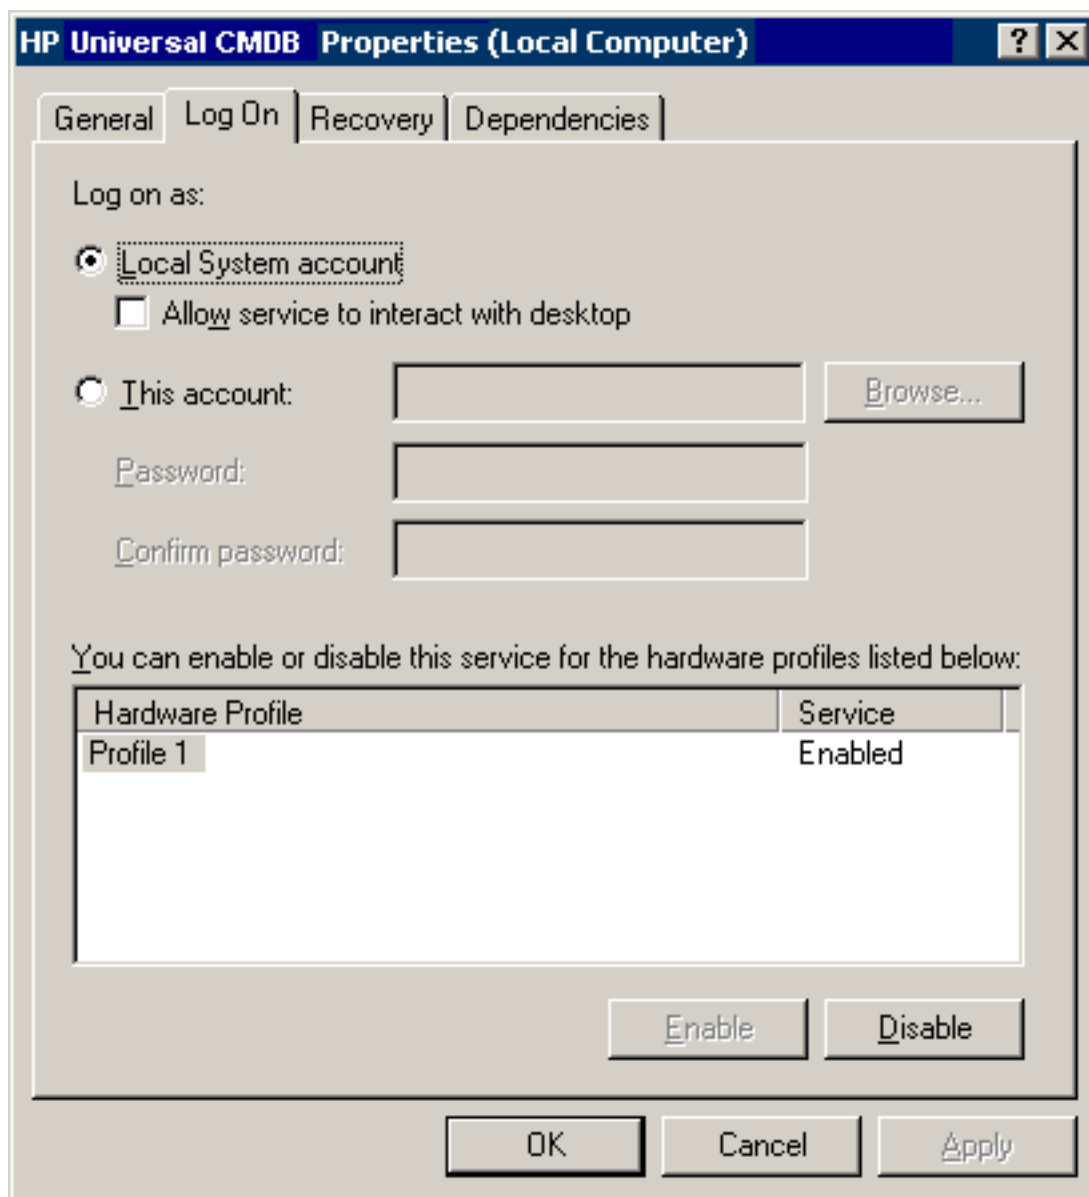 HP Universal CMDB Properties (Local Computer) ? X
General Log On Recovery Dependencies
Log on as:
Local System account
Allow service to interact with desktop
This account: Browse...
Password:
Confirm password:
You can enable or disable this service for the hardware profiles listed below:
Hardware Profile Service
Profile 1 Enabled
Enable Disable
OK Cancel Apply